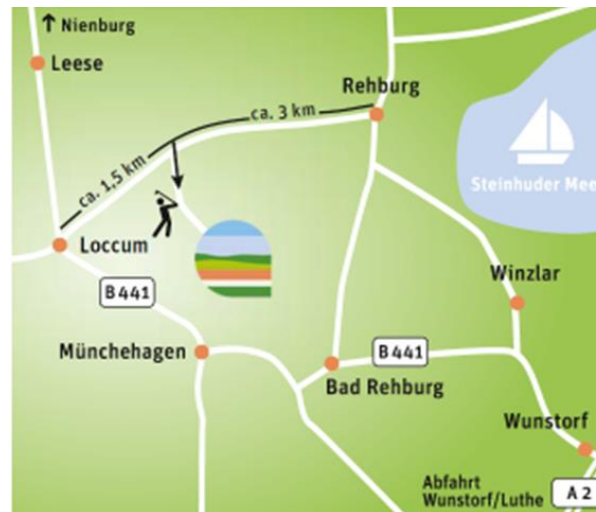 ↑ Nienburg
Leese
Rehburg
ca. 3 km
ca. 1,5 km
Steinhuder Mee
Loccum
B 441
Winzlar
Münchehagen
B 441
Bad Rehburg
Wunstorf
Abfahrt
Wunstorf/Luthe
A 2